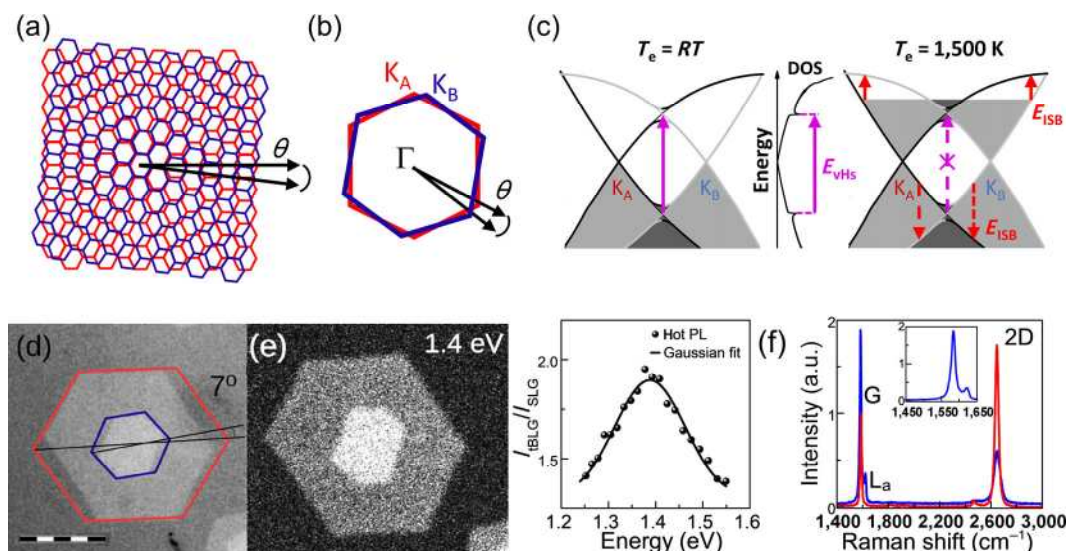 (a)
θ
(b)
K_A
K_B
Γ
θ
(c)
T_e = RT
DOS
Energy
E_vHs
K_A
K_B
T_e = 1,500 K
E_ISB
K_A
K_B
E_ISB
(d)
7°
(e)
1.4 eV
I_tBLG/I_SLG
2.0
1.5
Hot PL
Gaussian fit
1.2 1.3 1.4 1.5 1.6
Energy (eV)
(f)
Intensity (a.u.)
2
1
0
G
L_a
2D
2
1
0
1,450 1,550 1,650
1,400 1,800 2,200 2,600 3,000
Raman shift (cm⁻¹)